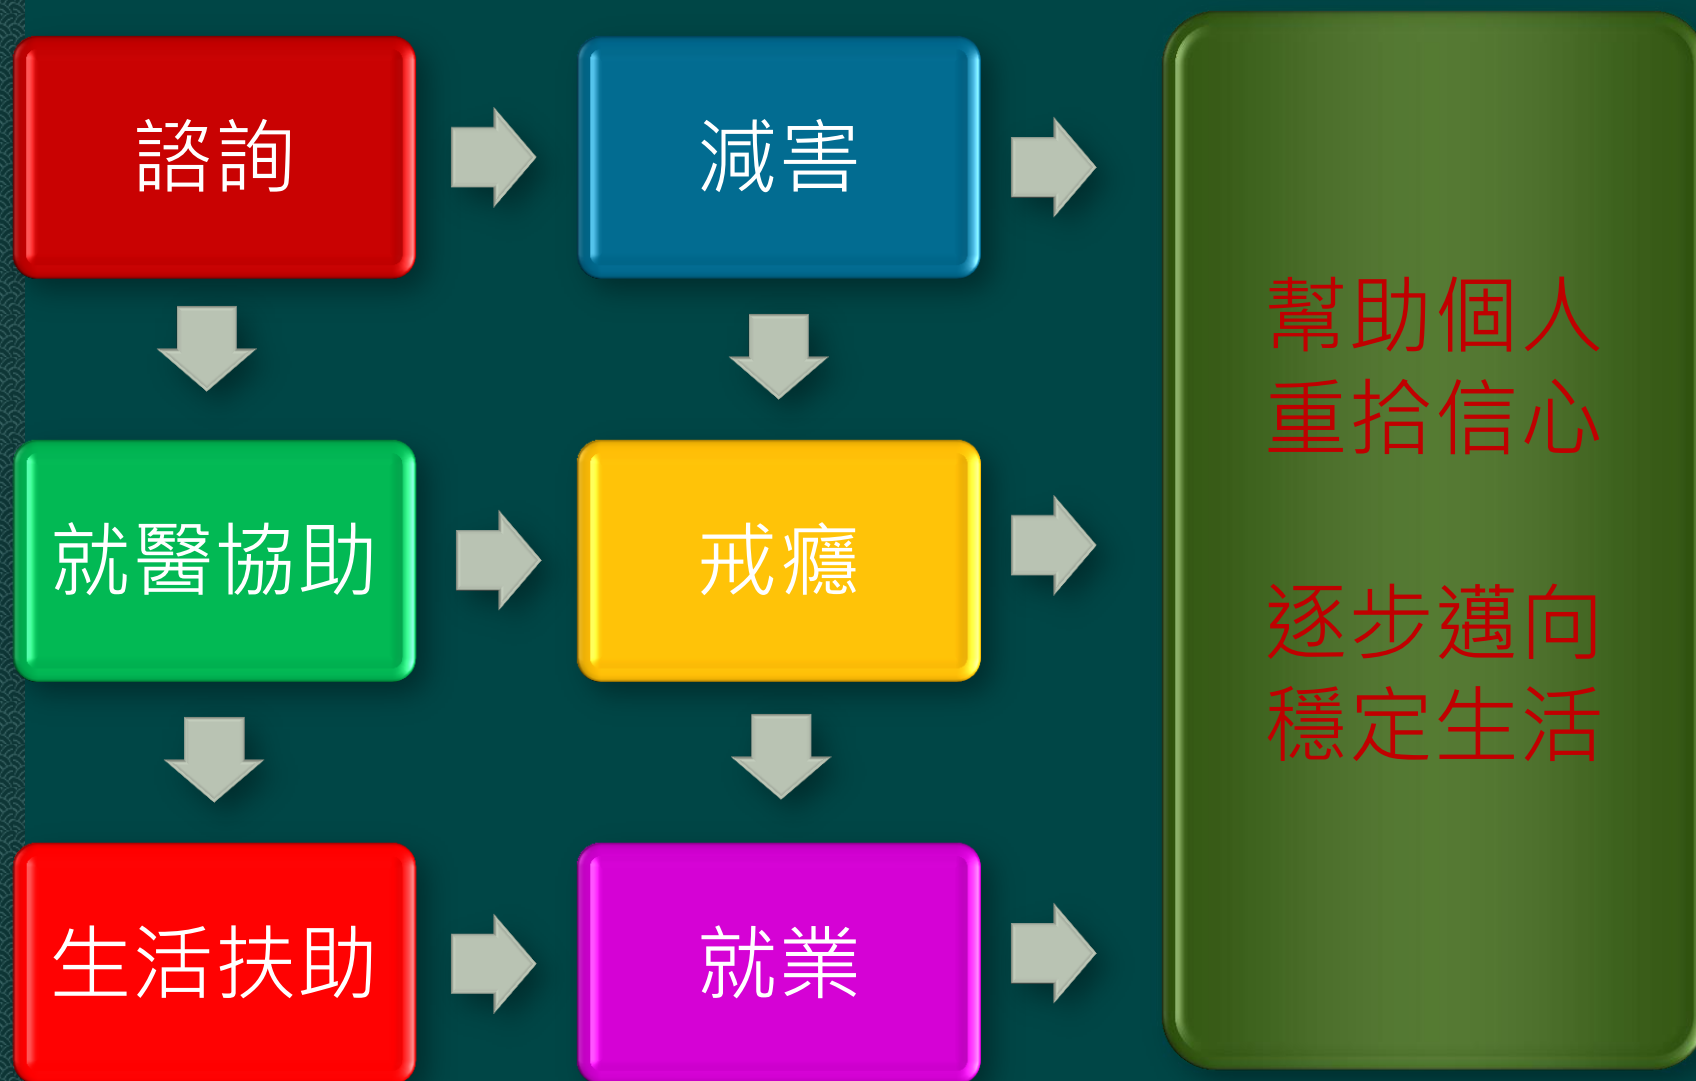 諮詢
減害
就醫協助
戒癮
生活扶助
就業
幫助個人
重拾信心
逐步邁向
穩定生活